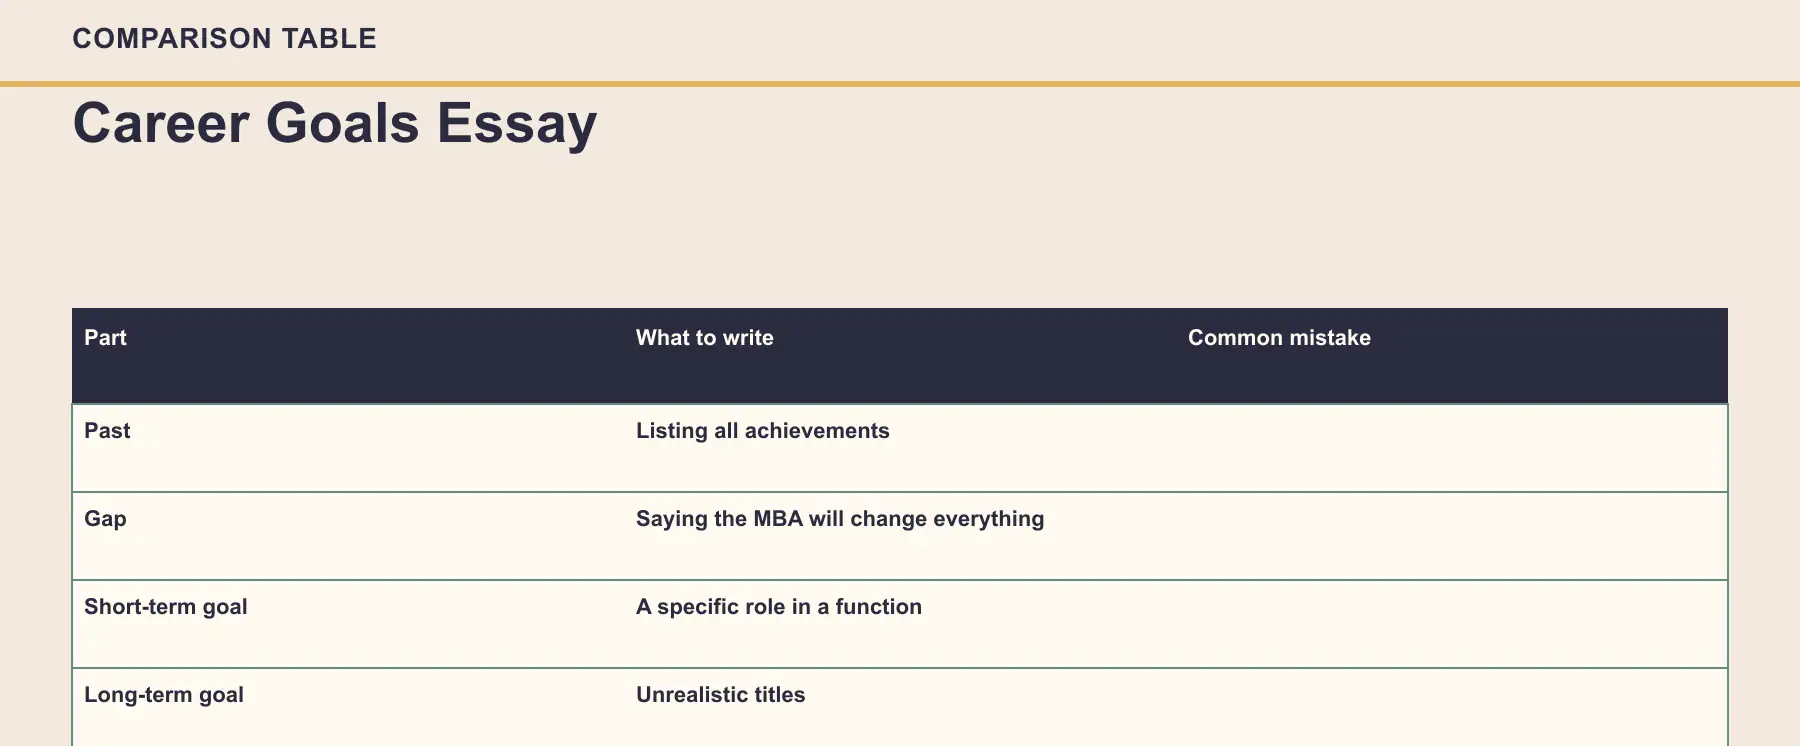 COMPARISON TABLE
Career Goals Essay
Part What to write Common mistake
Past Listing all achievements
Gap Saying the MBA will change everything
Short-term goal A specific role in a function
Long-term goal Unrealistic titles